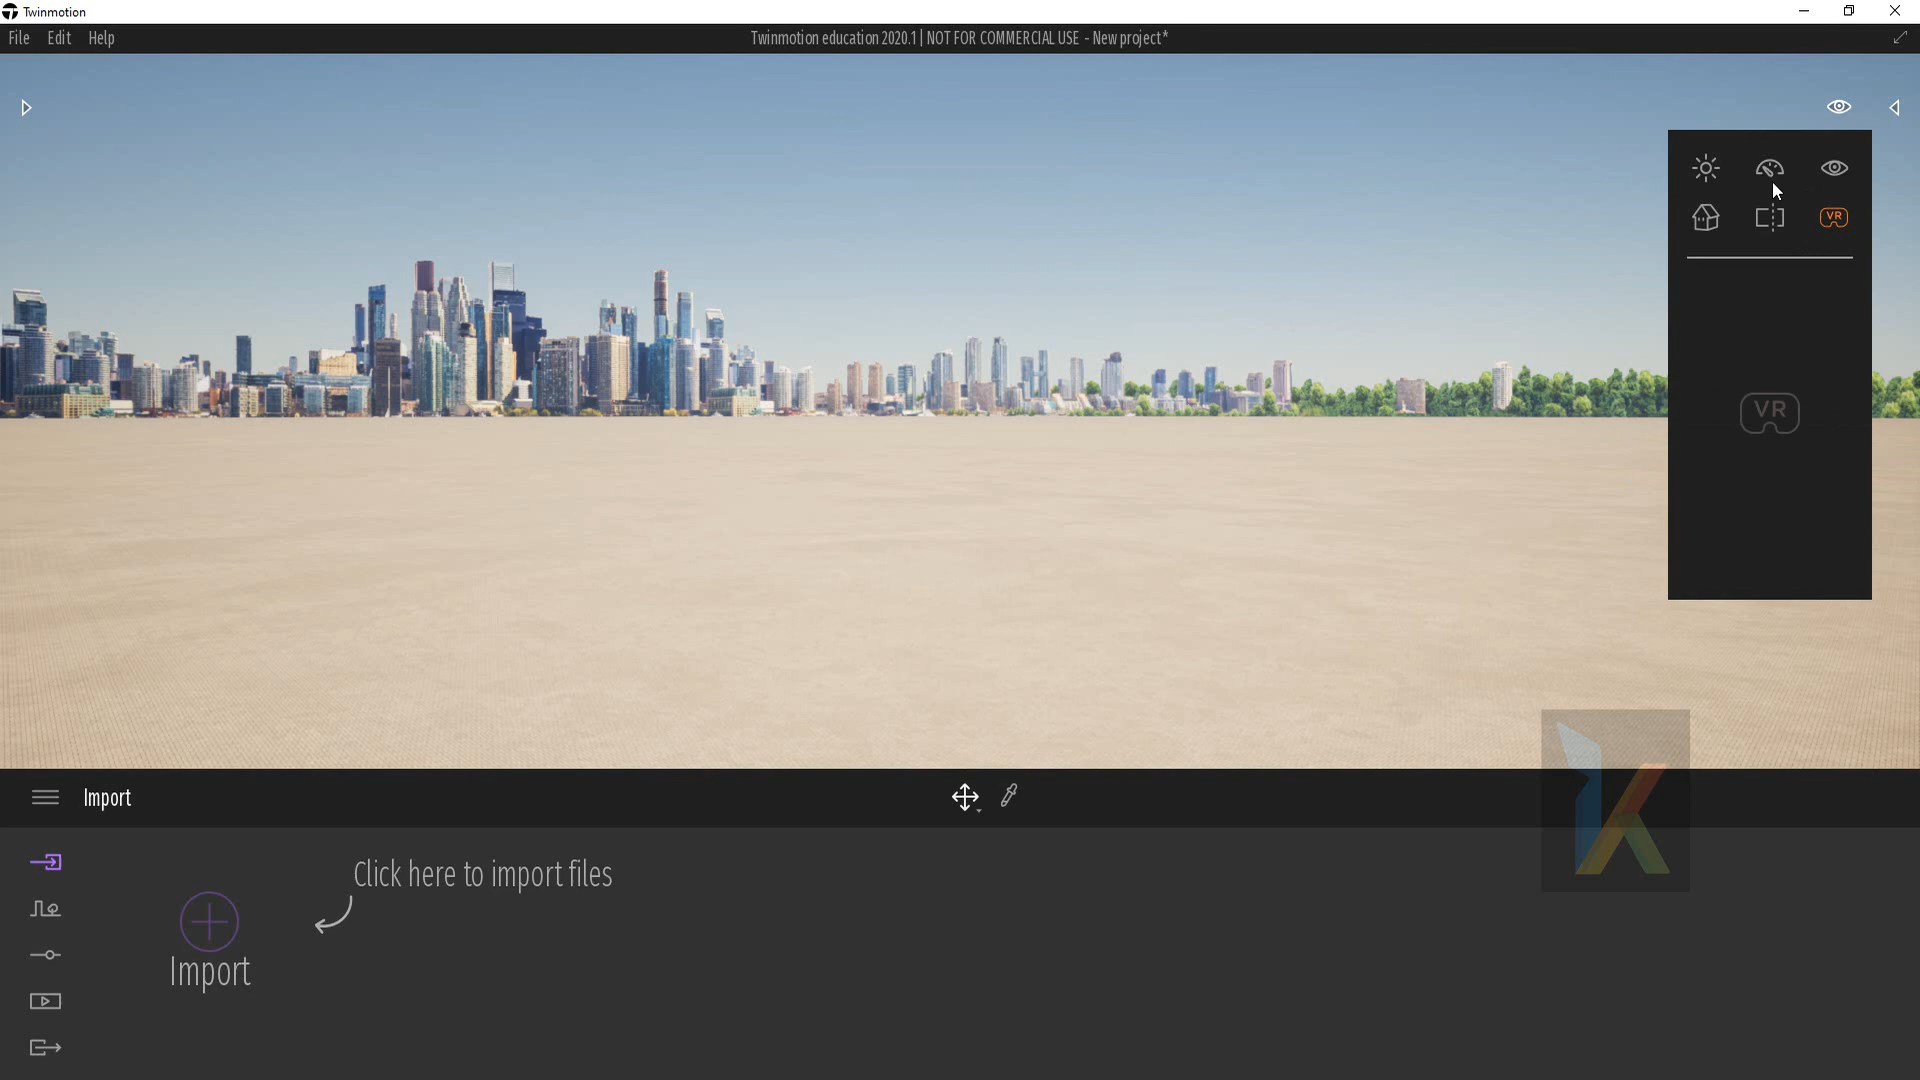 Twinmotion
File Edit Help
Twinmotion education 2020.1 | NOT FOR COMMERCIAL USE - New project*
VR
VR
Import
Click here to import files
Import